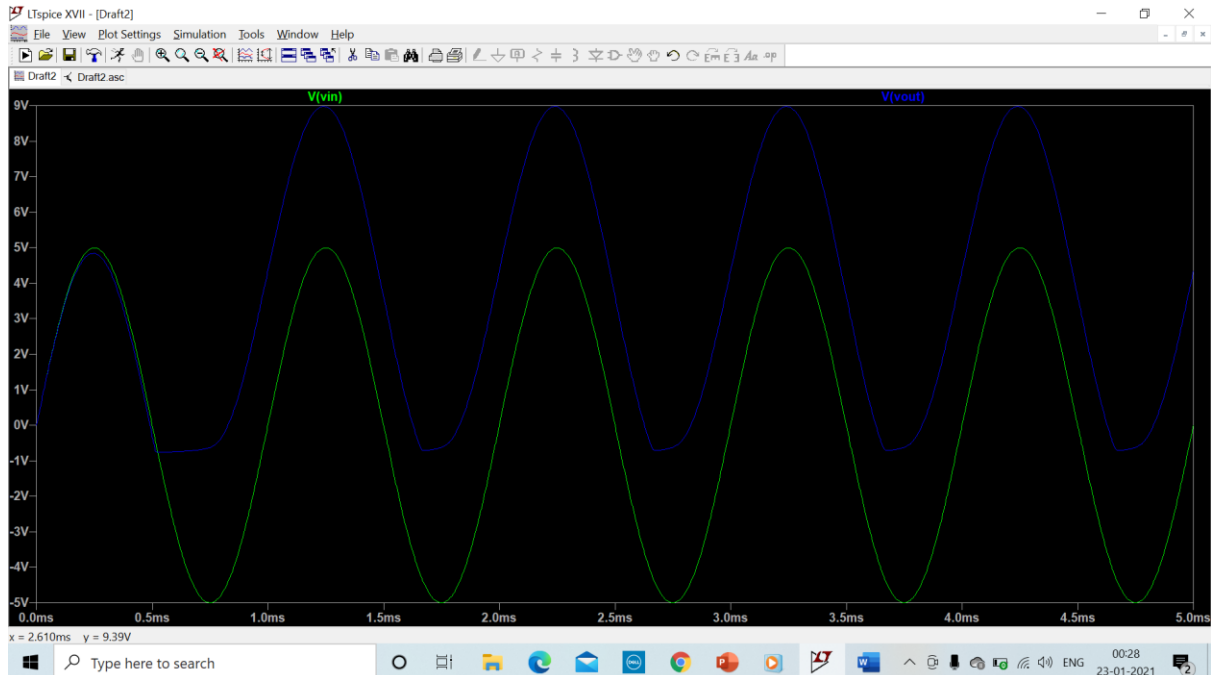 LTspice XVII - [Draft2]
File View Plot Settings Simulation Tools Window Help
Draft2 Draft2.asc
V(vin) V(vout)
9V
8V
7V
6V
5V
4V
3V
2V
1V
0V
-1V
-2V
-3V
-4V
-5V
0.0ms 0.5ms 1.0ms 1.5ms 2.0ms 2.5ms 3.0ms 3.5ms 4.0ms 4.5ms 5.0ms
x = 2.610ms y = 9.39V
Type here to search
ENG
00:28
23-01-2021
2